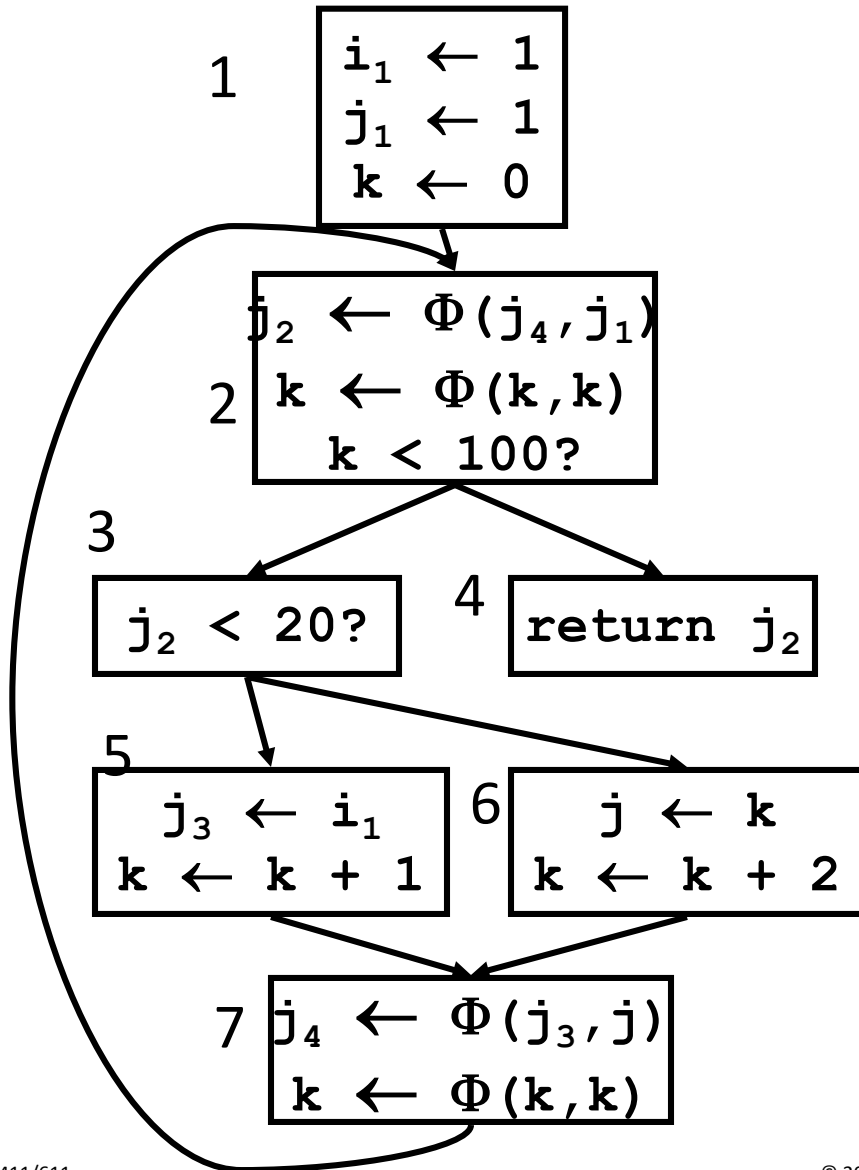 1
i₁ ← 1
j₁ ← 1
k ← 0
2
j₂ ← Φ(j₄,j₁)
k ← Φ(k,k)
k < 100?
3
j₂ < 20?
4
return j₂
5
j₃ ← i₁
k ← k + 1
6
j ← k
k ← k + 2
7
j₄ ← Φ(j₃,j)
k ← Φ(k,k)